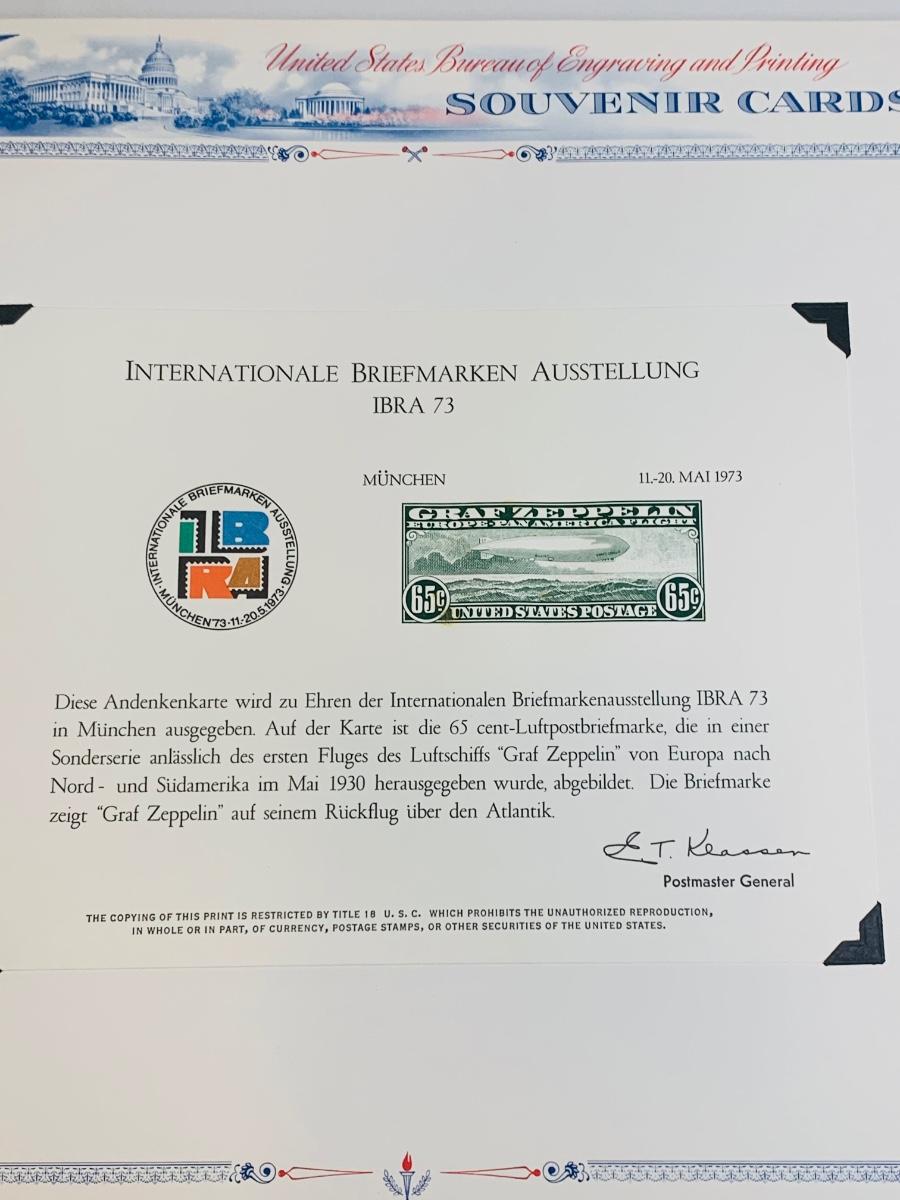 United States Bureau of Engraving and Printing
SOUVENIR CARDS
INTERNATIONALE BRIEFMARKEN AUSSTELLUNG
IBRA 73
MÜNCHEN 11.-20. MAI 1973
INTERNATIONALE BRIEFMARKEN AUSSTELLUNG
IBRA
·MÜNCHEN'73·11.-20.5.1973·
GRAF ZEPPELIN
EUROPE-PAN AMERICA FLIGHT
65¢ UNITED STATES POSTAGE 65¢
Diese Andenkenkarte wird zu Ehren der Internationalen Briefmarkenausstellung IBRA 73
in München ausgegeben. Auf der Karte ist die 65 cent-Luftpostbriefmarke, die in einer
Sonderserie anlässlich des ersten Fluges des Luftschiffs "Graf Zeppelin" von Europa nach
Nord- und Südamerika im Mai 1930 herausgegeben wurde, abgebildet. Die Briefmarke
zeigt "Graf Zeppelin" auf seinem Rückflug über den Atlantik.
E. T. Klassen
Postmaster General
THE COPYING OF THIS PRINT IS RESTRICTED BY TITLE 18 U. S. C. WHICH PROHIBITS THE UNAUTHORIZED REPRODUCTION,
IN WHOLE OR IN PART, OF CURRENCY, POSTAGE STAMPS, OR OTHER SECURITIES OF THE UNITED STATES.